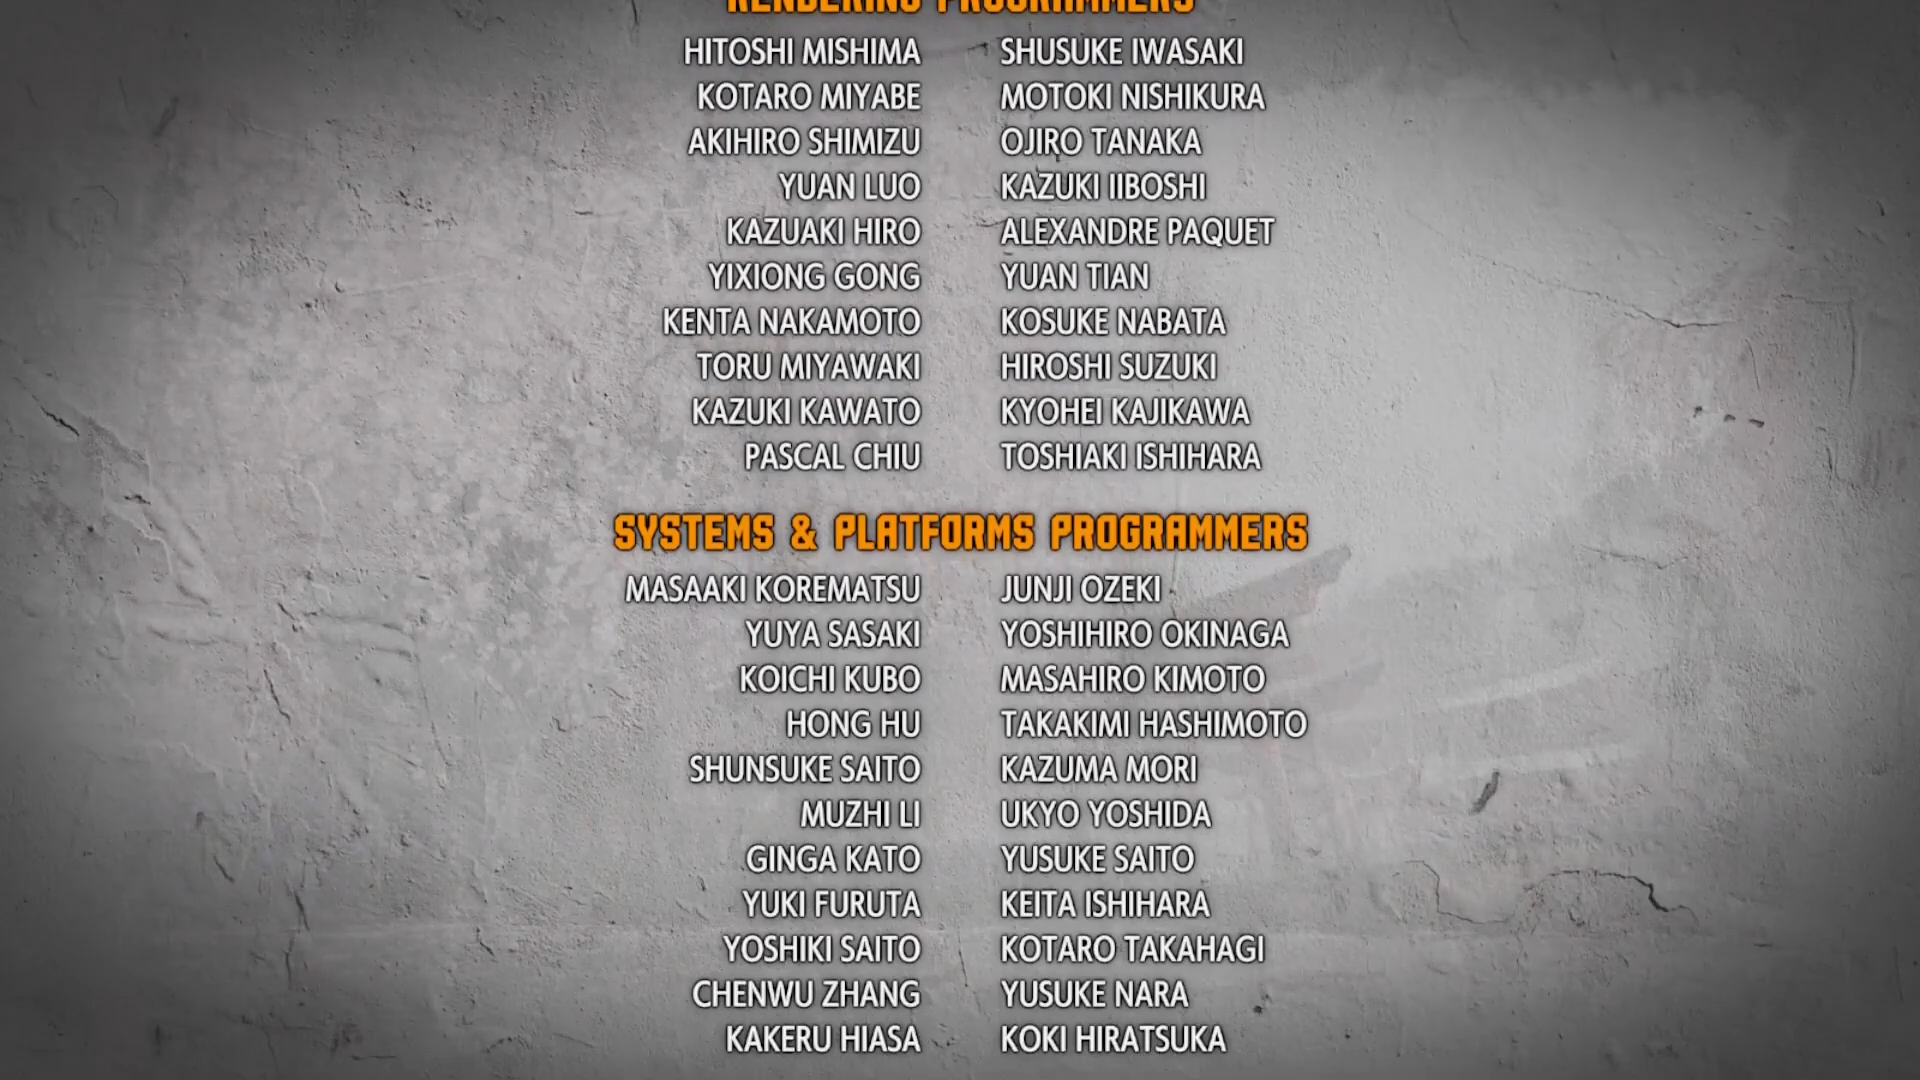 RENDERING PROGRAMMERS
HITOSHI MISHIMA SHUSUKE IWASAKI
KOTARO MIYABE MOTOKI NISHIKURA
AKIHIRO SHIMIZU OJIRO TANAKA
YUAN LUO KAZUKI IIBOSHI
KAZUAKI HIRO ALEXANDRE PAQUET
YIXIONG GONG YUAN TIAN
KENTA NAKAMOTO KOSUKE NABATA
TORU MIYAWAKI HIROSHI SUZUKI
KAZUKI KAWATO KYOHEI KAJIKAWA
PASCAL CHIU TOSHIAKI ISHIHARA
SYSTEMS & PLATFORMS PROGRAMMERS
MASAAKI KOREMATSU JUNJI OZEKI
YUYA SASAKI YOSHIHIRO OKINAGA
KOICHI KUBO MASAHIRO KIMOTO
HONG HU TAKAKIMI HASHIMOTO
SHUNSUKE SAITO KAZUMA MORI
MUZHI LI UKYO YOSHIDA
GINGA KATO YUSUKE SAITO
YUKI FURUTA KEITA ISHIHARA
YOSHIKI SAITO KOTARO TAKAHAGI
CHENWU ZHANG YUSUKE NARA
KAKERU HIASA KOKI HIRATSUKA